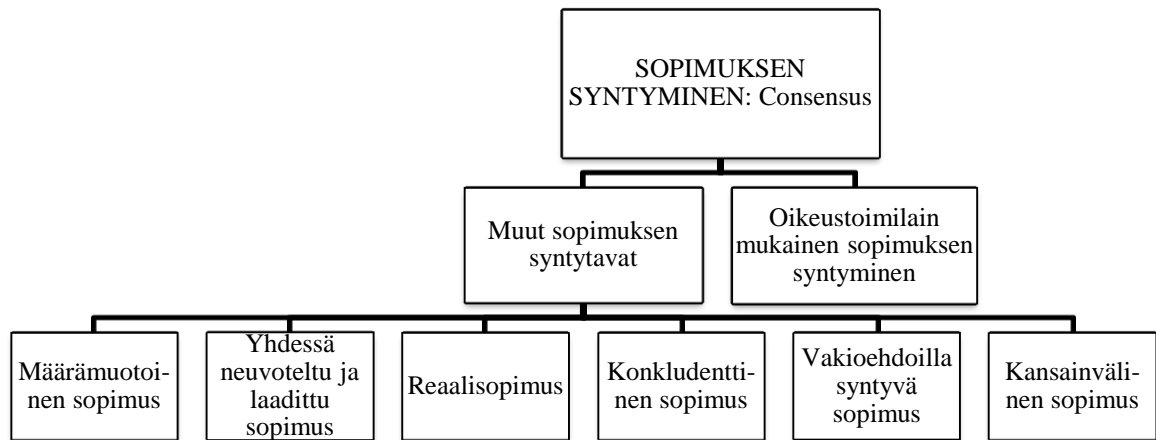 SOPIMUKSEN
SYNTYMINEN: Consensus
Muut sopimuksen
syntytavat
Oikeustoimilain
mukainen sopimuksen
syntyminen
Määrämuotoi-
nen sopimus
Yhdessä
neuvoteltu ja
laadittu
sopimus
Reaalisopimus
Konkludentti-
nen sopimus
Vakioehdoilla
syntyvä
sopimus
Kansainväli-
nen sopimus